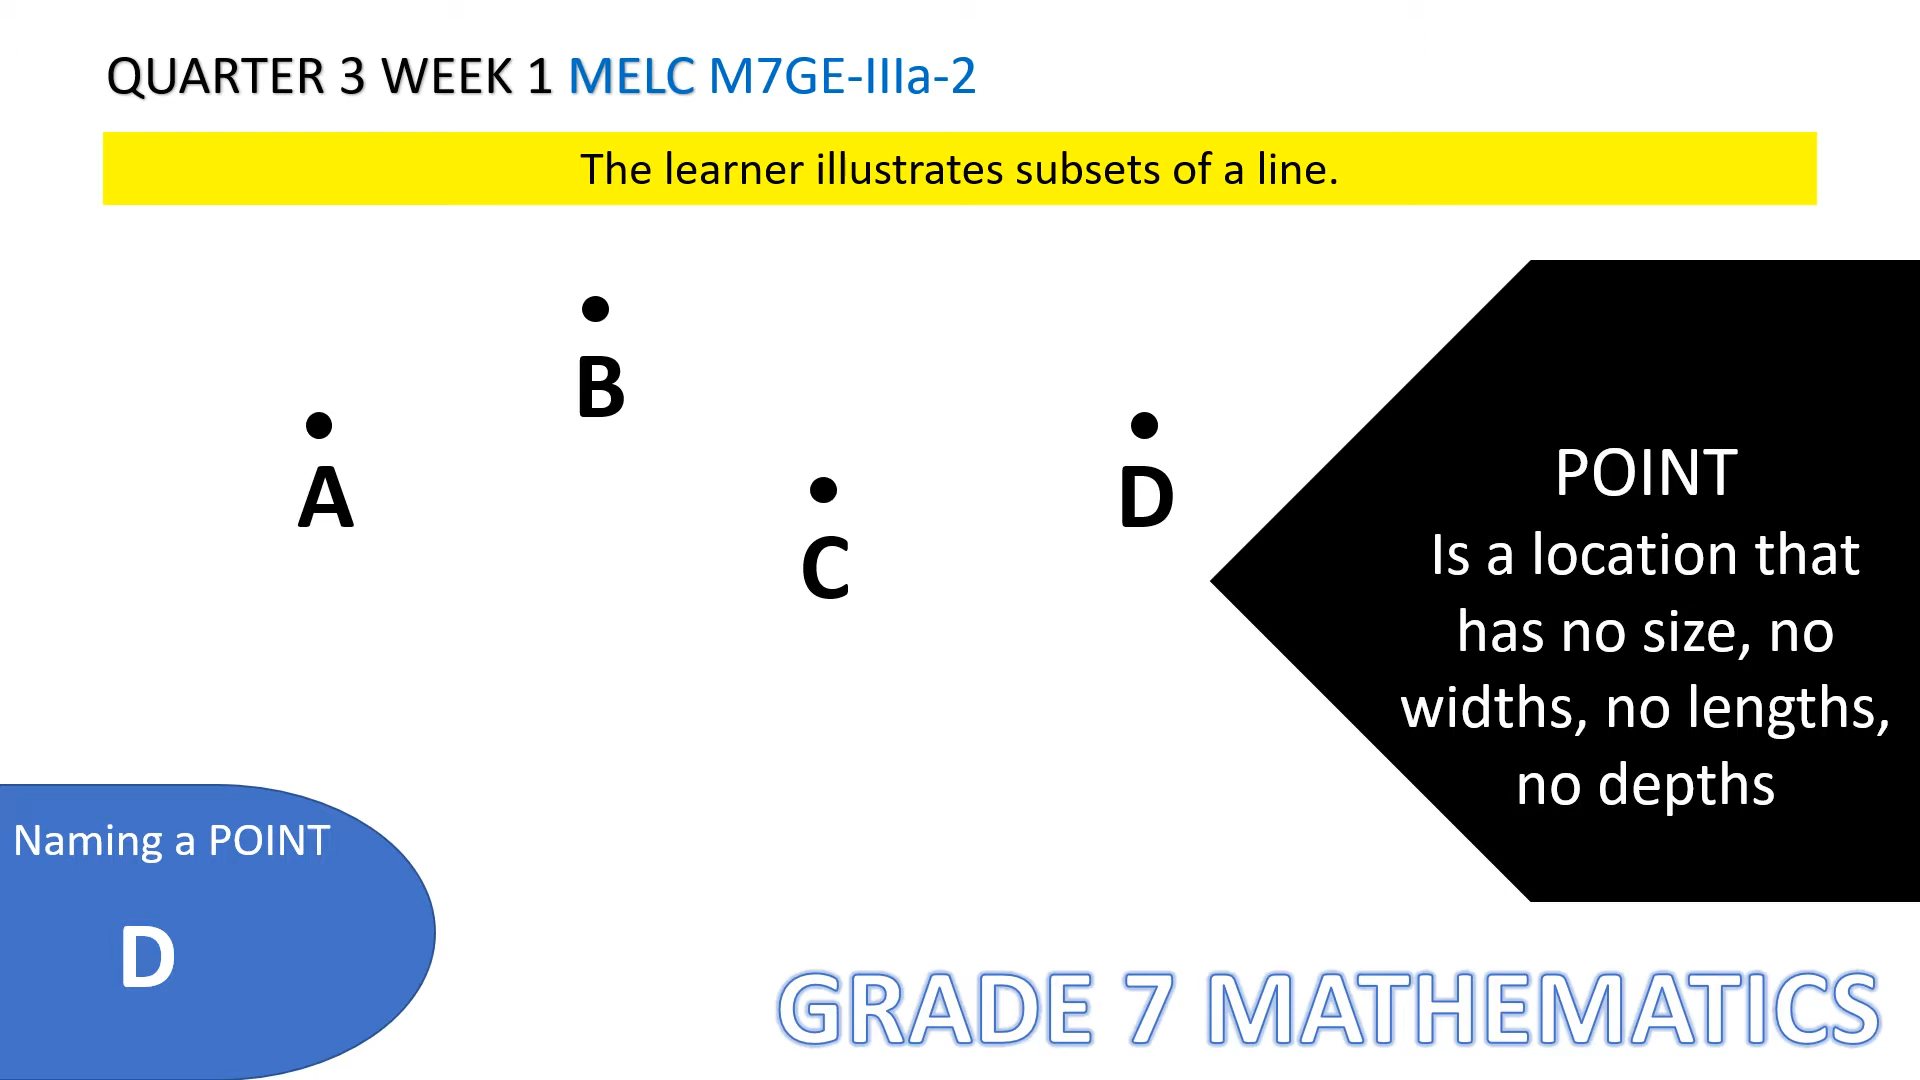 QUARTER 3 WEEK 1 MELC M7GE-IIIa-2
The learner illustrates subsets of a line.
B
A
D
C
POINT
Is a location that
has no size, no
widths, no lengths,
no depths
Naming a POINT
D
GRADE 7 MATHEMATICS